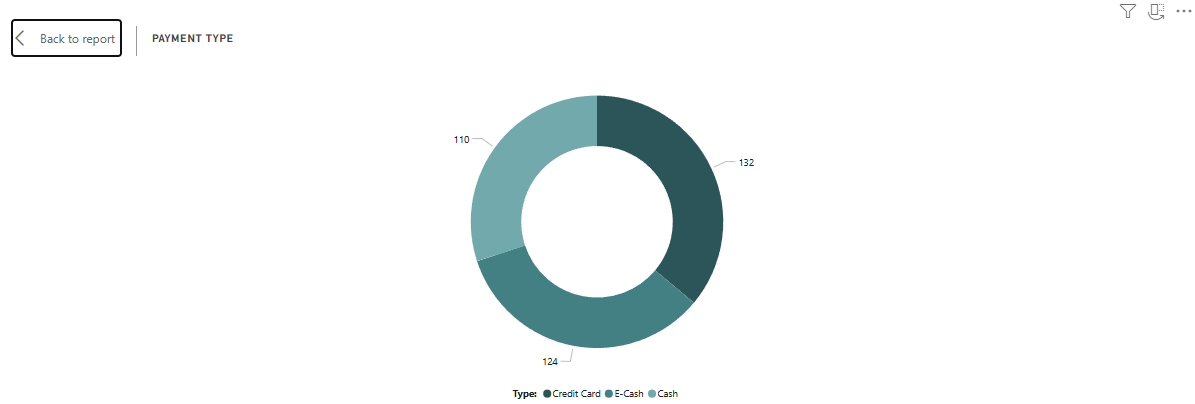 Back to report
PAYMENT TYPE
110
132
124
Type: Credit Card E-Cash Cash